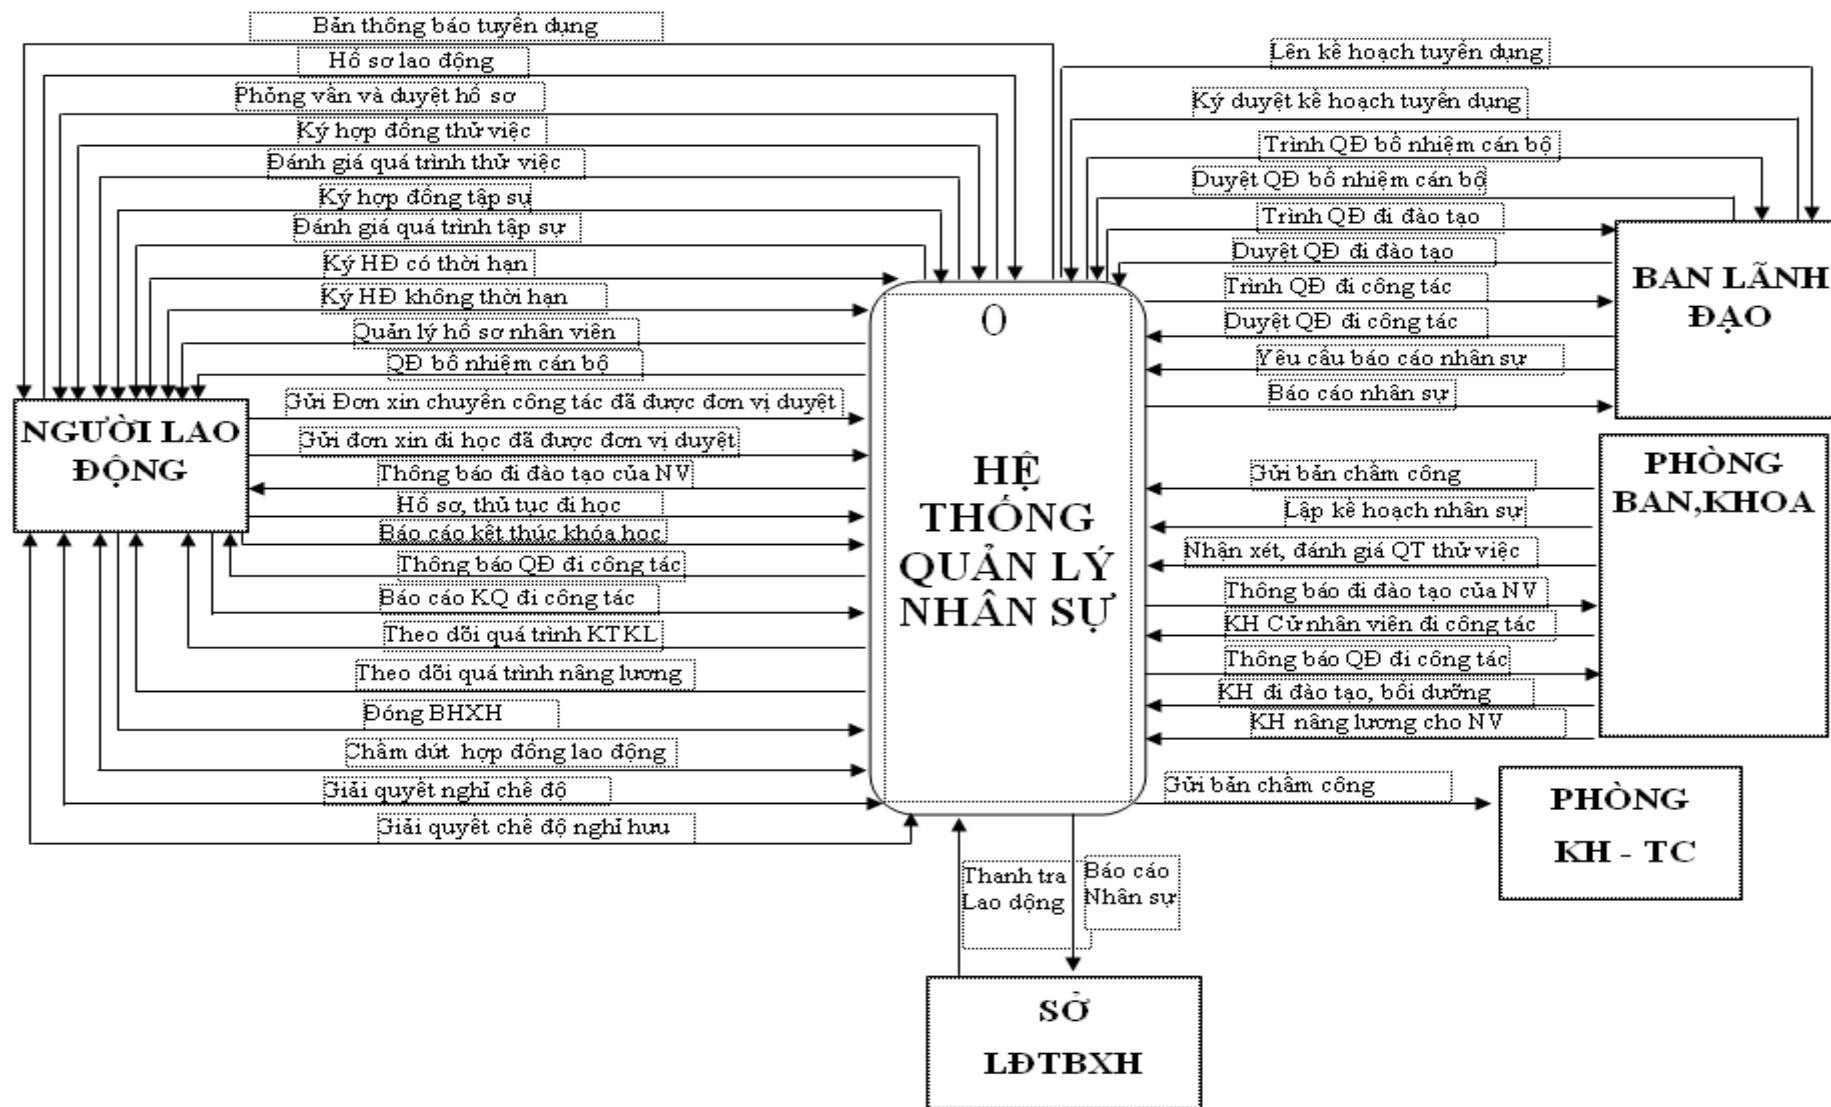 Bản thông báo tuyển dụng
Hồ sơ lao động
Phỏng vấn và duyệt hồ sơ
Ký hợp đồng thử việc
Đánh giá quá trình thử việc
Ký hợp đồng tập sự
Đánh giá quá trình tập sự
Ký HĐ có thời hạn
Ký HĐ không thời hạn
Quản lý hồ sơ nhân viên
QĐ bổ nhiệm cán bộ
NGƯỜI LAO
ĐỘNG
Gửi Đơn xin chuyển công tác đã được đơn vị duyệt
Gửi đơn xin đi học đã được đơn vị duyệt
Thông báo đi đào tạo của NV
Hồ sơ, thủ tục đi học
Báo cáo kết thúc khóa học
Thông báo QĐ đi công tác
Báo cáo KQ đi công tác
Theo dõi quá trình KTKL
Theo dõi quá trình nâng lương
Đóng BHXH
Chấm dứt hợp đồng lao động
Giải quyết nghỉ chế độ
Giải quyết chế độ nghỉ hưu
0
HỆ
THỐNG
QUẢN LÝ
NHÂN SỰ
Lên kế hoạch tuyển dụng
Ký duyệt kế hoạch tuyển dụng
Trình QĐ bổ nhiệm cán bộ
Duyệt QĐ bổ nhiệm cán bộ
Trình QĐ đi đào tạo
Duyệt QĐ đi đào tạo
Trình QĐ đi công tác
Duyệt QĐ đi công tác
Yêu cầu báo cáo nhân sự
Báo cáo nhân sự
BAN LÃNH
ĐẠO
Gửi bản chấm công
Lập kế hoạch nhân sự
Nhận xét, đánh giá QT thử việc
Thông báo đi đào tạo của NV
KH Cử nhân viên đi công tác
Thông báo QĐ đi công tác
KH đi đào tạo, bồi dưỡng
KH nâng lương cho NV
PHÒNG
BAN,KHOA
Gửi bản chấm công
PHÒNG
KH - TC
Thanh tra
Lao động
Báo cáo
Nhân sự
SỞ
LĐTBXH